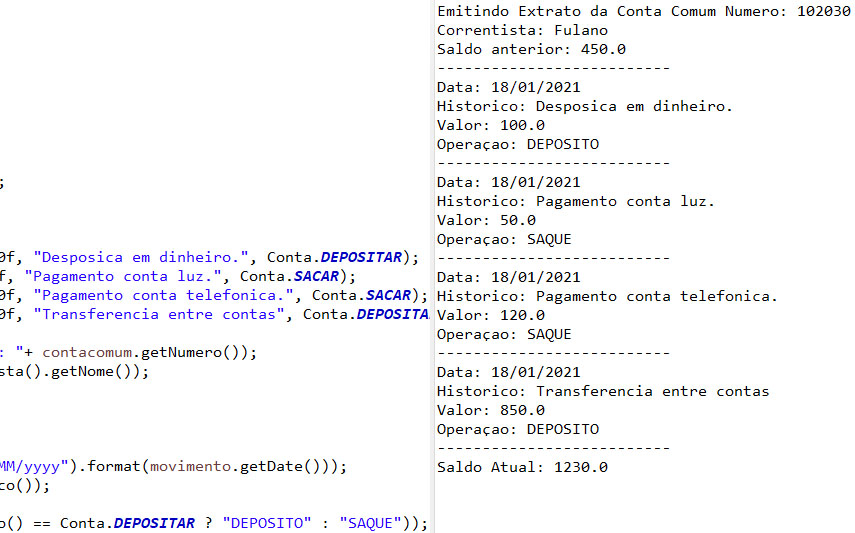 ;
0f, "Desposica em dinheiro.", Conta.DEPOSITAR);
f, "Pagamento conta luz.", Conta.SACAR);
0f, "Pagamento conta telefonica.", Conta.SACAR);
0f, "Transferencia entre contas", Conta.DEPOSITA
: "+ contacomum.getNumero());
sta().getNome());
MM/yyyy").format(movimento.getDate()));
co());
o() == Conta.DEPOSITAR ? "DEPOSITO" : "SAQUE"));
Emitindo Extrato da Conta Comum Numero: 102030
Correntista: Fulano
Saldo anterior: 450.0
--------------------------
Data: 18/01/2021
Historico: Desposica em dinheiro.
Valor: 100.0
Operaçao: DEPOSITO
--------------------------
Data: 18/01/2021
Historico: Pagamento conta luz.
Valor: 50.0
Operaçao: SAQUE
--------------------------
Data: 18/01/2021
Historico: Pagamento conta telefonica.
Valor: 120.0
Operaçao: SAQUE
--------------------------
Data: 18/01/2021
Historico: Transferencia entre contas
Valor: 850.0
Operaçao: DEPOSITO
--------------------------
Saldo Atual: 1230.0